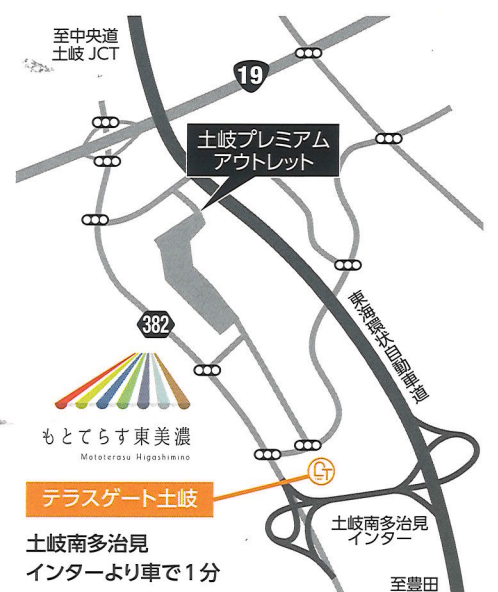 至中央道
土岐 JCT
19
土岐プレミアム
アウトレット
382
東海環状自動車道
もとてらす東美濃
Mototerasu Higashimino
テラスゲート土岐
土岐南多治見
インター
土岐南多治見
インターより車で1分
至豊田